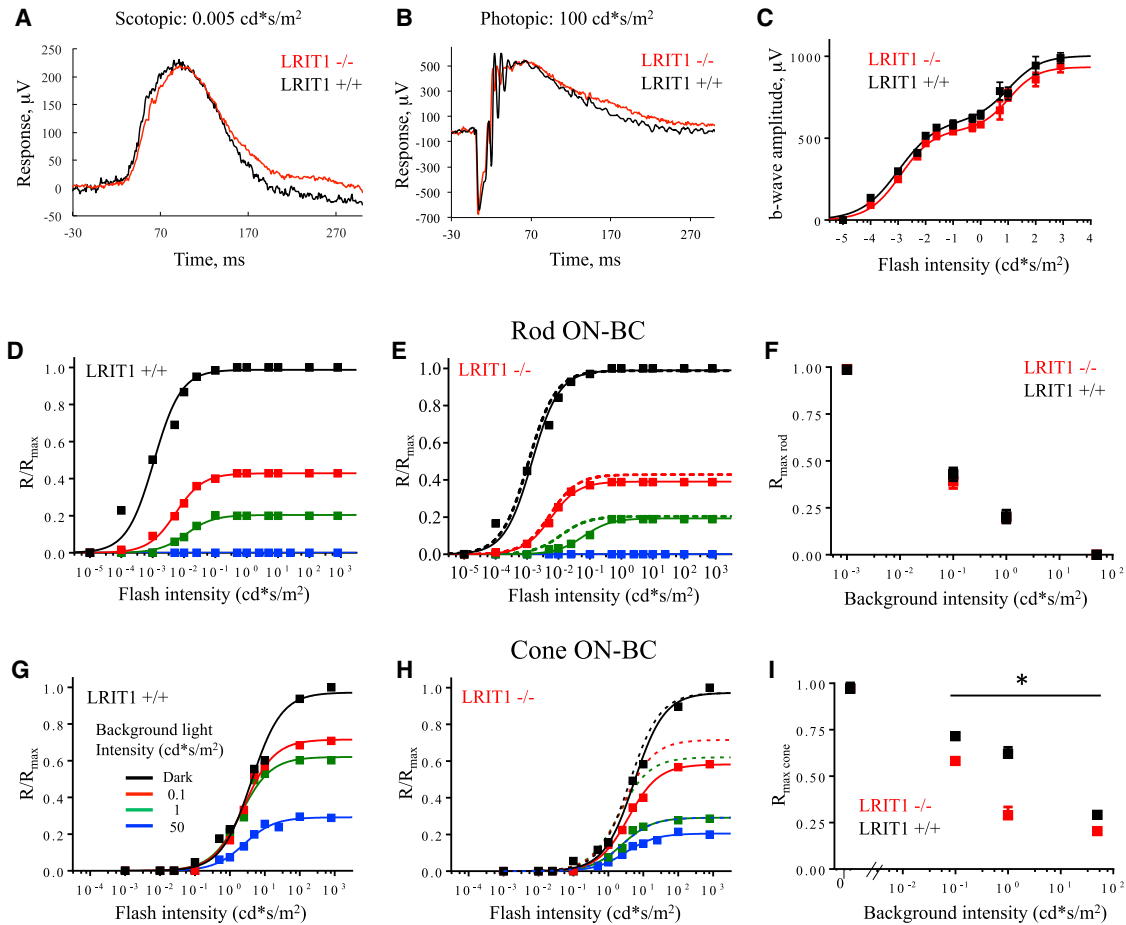 A
Scotopic: 0.005 cd*s/m2
LRIT1 -/-
LRIT1 +/+
Response, µV
250
200
150
100
50
0
-50
-30 70 170 270
Time, ms
B
Photopic: 100 cd*s/m2
LRIT1 -/-
LRIT1 +/+
Response, µV
500
300
100
-100
-300
-500
-700
-30 70 170 270
Time, ms
C
LRIT1 -/-
LRIT1 +/+
b-wave amplitude, µV
1000
500
0
-5 -4 -3 -2 -1 0 1 2 3 4
Flash intensity (cd*s/m2)
Rod ON-BC
D
LRIT1 +/+
R/Rmax
1.0
0.8
0.6
0.4
0.2
0.0
10-5 10-4 10-3 10-2 10-1 100 101 102 103
Flash intensity (cd*s/m2)
E
LRIT1 -/-
R/Rmax
1.0
0.8
0.6
0.4
0.2
0.0
10-5 10-4 10-3 10-2 10-1 100 101 102 103
Flash intensity (cd*s/m2)
F
LRIT1 -/-
LRIT1 +/+
Rmax rod
1.00
0.75
0.50
0.25
0.00
10-3 10-2 10-1 100 101 102
Background intensity (cd*s/m2)
Cone ON-BC
G
LRIT1 +/+
Background light
Intensity (cd*s/m2)
Dark
0.1
1
50
R/Rmax
1.0
0.8
0.6
0.4
0.2
0.0
10-4 10-3 10-2 10-1 100 101 102 103
Flash intensity (cd*s/m2)
H
LRIT1 -/-
R/Rmax
1.0
0.8
0.6
0.4
0.2
0.0
10-4 10-3 10-2 10-1 100 101 102 103
Flash intensity (cd*s/m2)
I
*
LRIT1 -/-
LRIT1 +/+
Rmax cone
1.00
0.75
0.50
0.25
0.00
0 10-2 10-1 100 101 102
Background intensity (cd*s/m2)